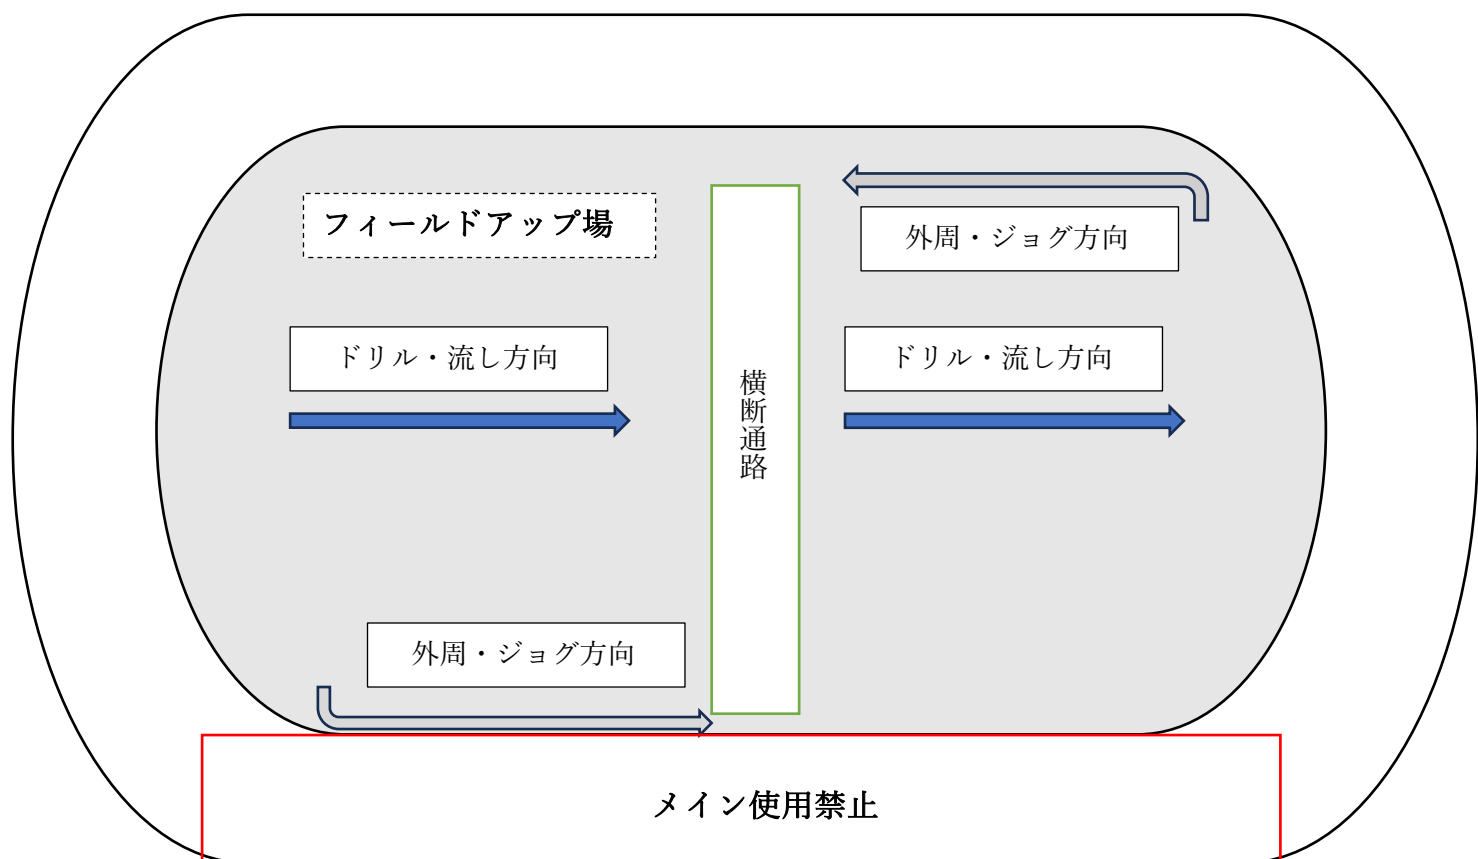 フィールドアップ場
外周・ジョグ方向
ドリル・流し方向
ドリル・流し方向
横断通路
外周・ジョグ方向
メイン使用禁止